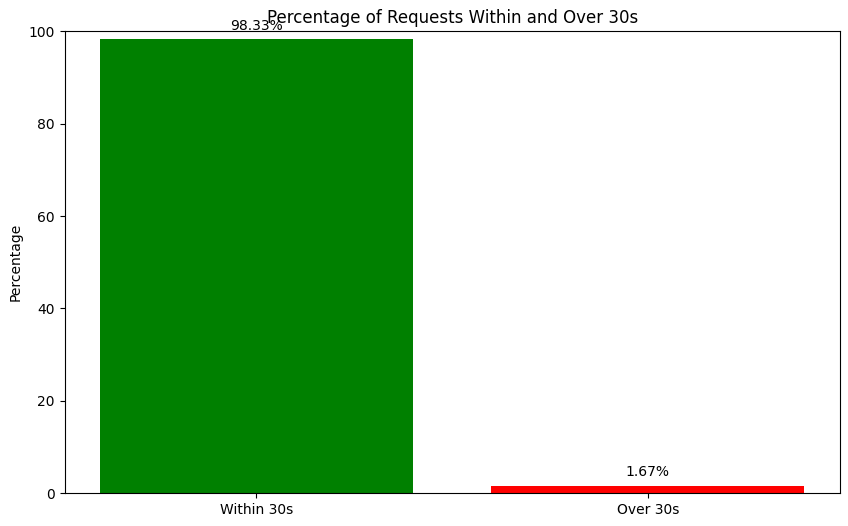 Percentage of Requests Within and Over 30s
98.33%
100
80
60
40
20
0
Percentage
1.67%
Within 30s
Over 30s